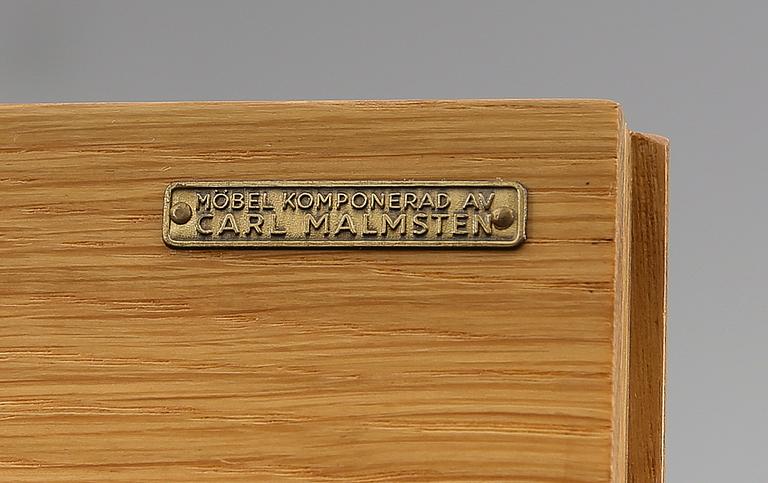 MÖBEL KOMPONERAD AV
CARL MALMSTEN